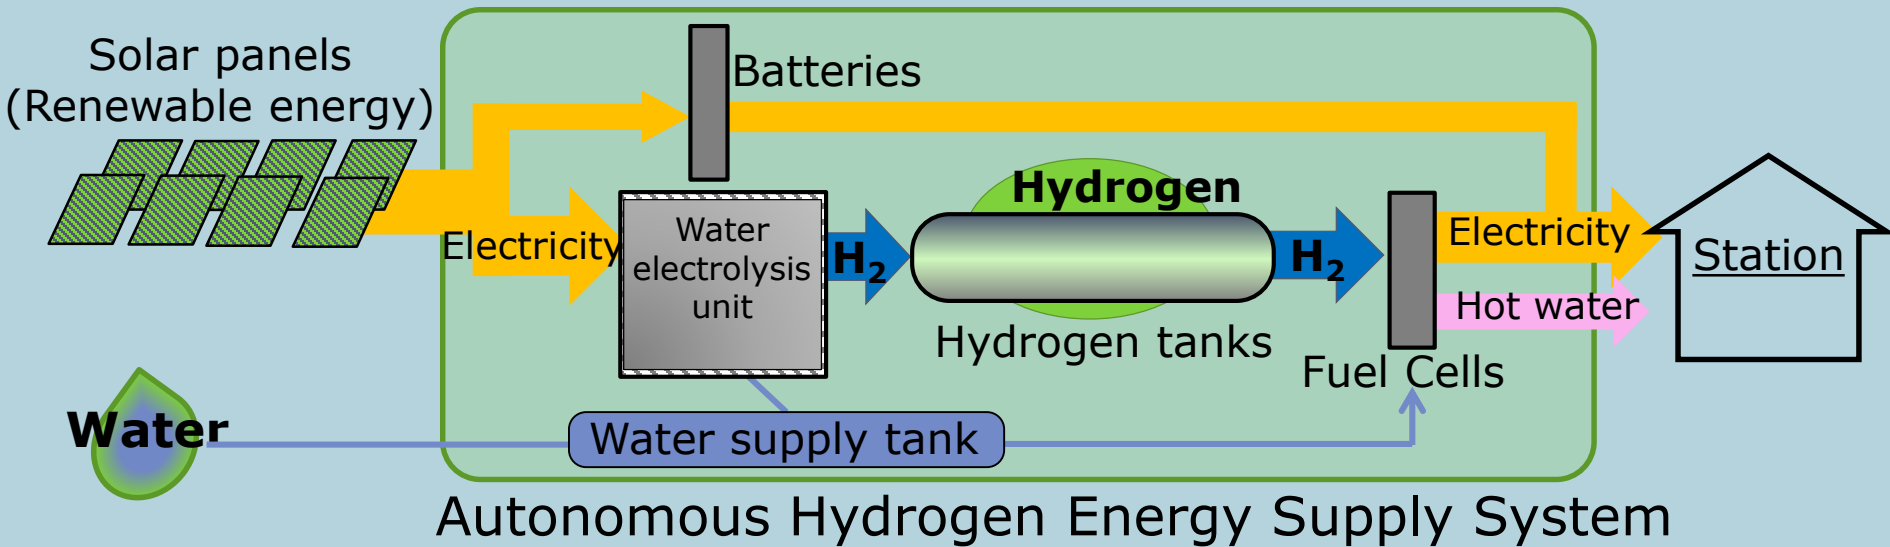 Solar panels
(Renewable energy)
Batteries
Electricity
Water
electrolysis
unit
H₂
Hydrogen
Hydrogen tanks
H₂
Fuel Cells
Electricity
Hot water
Station
Water
Water supply tank
Autonomous Hydrogen Energy Supply System